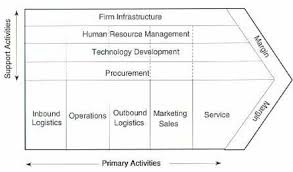 Support Activities
Firm Infrastructure
Human Resource Management
Technology Development
Procurement
Margin
Inbound
Logistics
Operations
Outbound
Logistics
Marketing
Sales
Service
Margin
Primary Activities